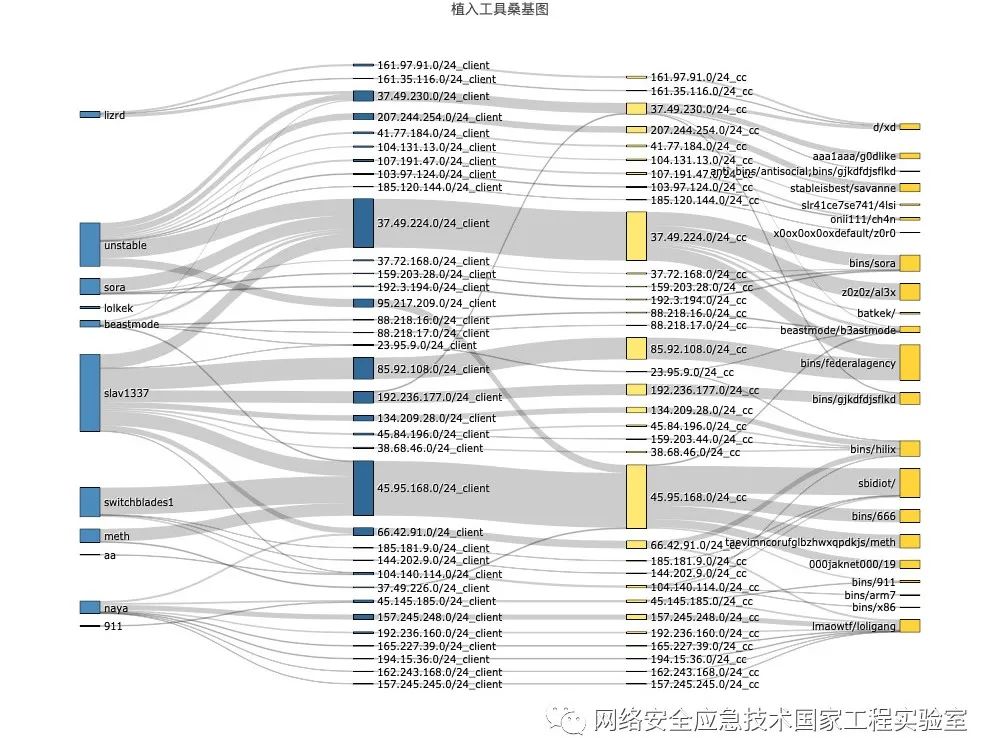 植入工具桑基图
lizrd
unstable
sora
lolkek
beastmode
slav1337
switchblades1
meth
aa
naya
911
161.97.91.0/24_client
161.35.116.0/24_client
37.49.230.0/24_client
207.244.254.0/24_client
41.77.184.0/24_client
104.131.13.0/24_client
107.191.47.0/24_client
103.97.124.0/24_client
185.120.144.0/24_client
37.49.224.0/24_client
37.72.168.0/24_client
159.203.28.0/24_client
192.3.194.0/24_client
95.217.209.0/24_client
88.218.16.0/24_client
88.218.17.0/24_client
23.95.9.0/24_client
85.92.108.0/24_client
192.236.177.0/24_client
134.209.28.0/24_client
45.84.196.0/24_client
38.68.46.0/24_client
45.95.168.0/24_client
66.42.91.0/24_client
185.181.9.0/24_client
144.202.9.0/24_client
104.140.114.0/24_client
37.49.226.0/24_client
45.145.185.0/24_client
157.245.248.0/24_client
192.236.160.0/24_client
165.227.39.0/24_client
194.15.36.0/24_client
162.243.168.0/24_client
157.245.245.0/24_client
161.97.91.0/24_cc
161.35.116.0/24_cc
37.49.230.0/24_cc
207.244.254.0/24_cc
41.77.184.0/24_cc
104.131.13.0/24_cc
107.191.47.0/24_cc
103.97.124.0/24_cc
185.120.144.0/24_cc
37.49.224.0/24_cc
37.72.168.0/24_cc
159.203.28.0/24_cc
192.3.194.0/24_cc
88.218.16.0/24_cc
88.218.17.0/24_cc
85.92.108.0/24_cc
23.95.9.0/24_cc
192.236.177.0/24_cc
134.209.28.0/24_cc
45.84.196.0/24_cc
159.203.44.0/24_cc
38.68.46.0/24_cc
45.95.168.0/24_cc
66.42.91.0/24_cc
185.181.9.0/24_cc
144.202.9.0/24_cc
104.140.114.0/24_cc
45.145.185.0/24_cc
157.245.248.0/24_cc
192.236.160.0/24_cc
165.227.39.0/24_cc
194.15.36.0/24_cc
162.243.168.0/24_cc
157.245.245.0/24_cc
d/xd
aaa1aaa/g0dlike
stableisbest/savanne
slr41ce7se741/4lsi
onii111/ch4n
x0ox0ox0oxdefault/z0r0
bins/sora
z0z0z/al3x
batkek/
beastmode/b3astmode
bins/federalagency
bins/gjkdfdjsflkd
bins/hilix
sbidiot/
bins/666
taevimncorufglbzhwxqpdkjs/meth
000jaknet000/19
bins/911
bins/arm7
bins/x86
lmaowtf/loligang
网络安全应急技术国家工程实验室